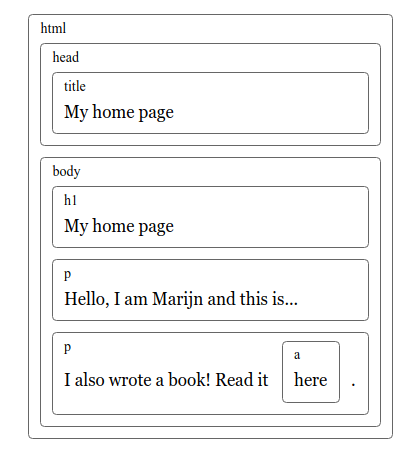 html
head
title
My home page
body
h1
My home page
p
Hello, I am Marijn and this is...
p
a
I also wrote a book! Read it here .